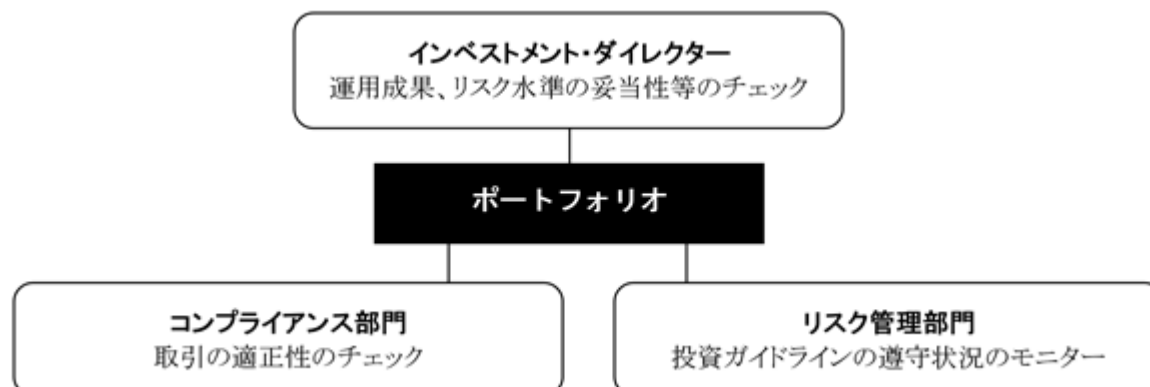 インベストメント・ダイレクター
運用成果、リスク水準の妥当性等のチェック
ポートフォリオ
コンプライアンス部門
取引の適正性のチェック
リスク管理部門
投資ガイドラインの遵守状況のモニター